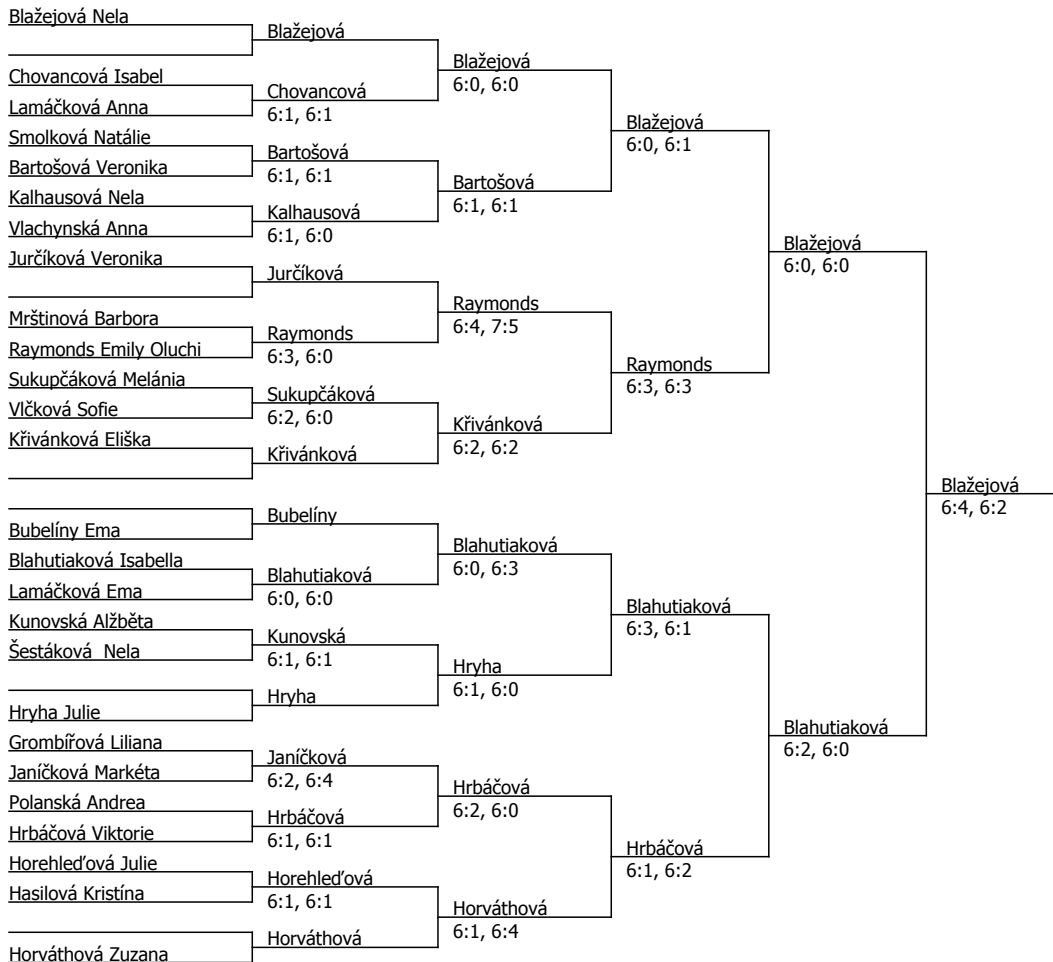 Blažejová Nela
Blažejová
Blažejová
6:0, 6:0
Chovancová Isabel
Chovancová
6:1, 6:1
Lamáčková Anna
Blažejová
6:0, 6:1
Smolková Natálie
Bartošová
6:1, 6:1
Bartošová Veronika
Bartošová
6:1, 6:1
Kalhausová Nela
Kalhausová
6:1, 6:0
Vlachynská Anna
Blažejová
6:0, 6:0
Jurčíková Veronika
Jurčíková
Raymonds
6:4, 7:5
Mrštinová Barbora
Raymonds
6:3, 6:0
Raymonds Emily Oluchi
Raymonds
6:3, 6:3
Sukupčáková Melánia
Sukupčáková
6:2, 6:0
Vlčková Sofie
Křivánková
6:2, 6:2
Křivánková Eliška
Křivánková
Blažejová
6:4, 6:2
Bubelíny
Bubelíny Ema
Blahutiaková
6:0, 6:3
Blahutiaková Isabella
Blahutiaková
6:0, 6:0
Lamáčková Ema
Blahutiaková
6:3, 6:1
Kunovská Alžběta
Kunovská
6:1, 6:1
Šestáková  Nela
Hryha
6:1, 6:0
Hryha
Hryha Julie
Blahutiaková
6:2, 6:0
Grombířová Liliana
Janíčková
6:2, 6:4
Janíčková Markéta
Hrbáčová
6:2, 6:0
Polanská Andrea
Hrbáčová
6:1, 6:1
Hrbáčová Viktorie
Hrbáčová
6:1, 6:2
Horehleďová Julie
Horehleďová
6:1, 6:1
Hasilová Kristína
Horváthová
6:1, 6:4
Horváthová
Horváthová Zuzana